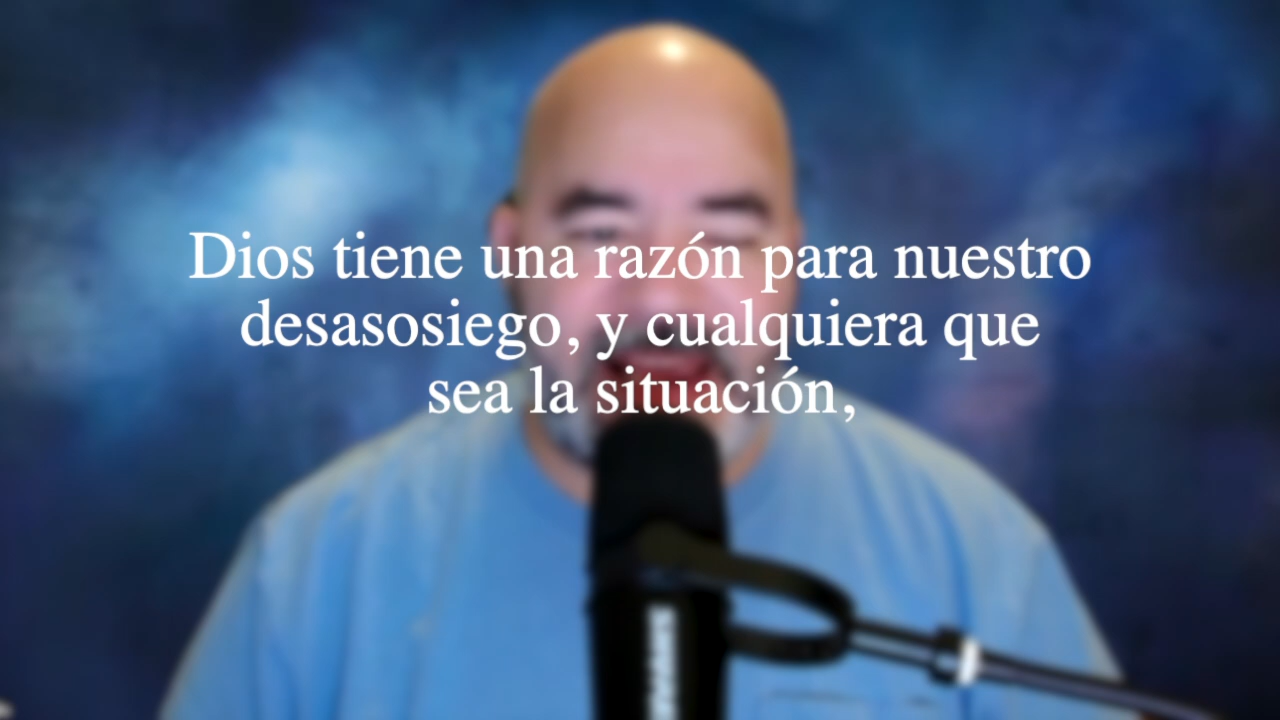 Dios tiene una razón para nuestro
desasosiego, y cualquiera que
sea la situación,